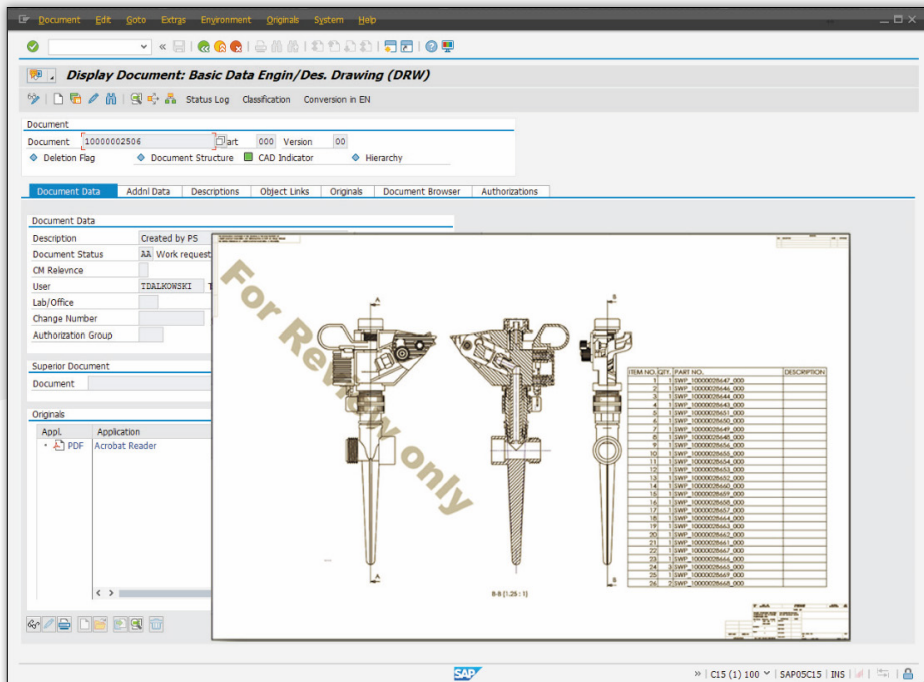 Document Edit Goto Extras Environment Originals System Help
Display Document: Basic Data Engin/Des. Drawing (DRW)
Status Log Classification Conversion in EN
Document
Document 10000002506 art 000 Version 00
Deletion Flag Document Structure CAD Indicator Hierarchy
Document Data Addnl Data Descriptions Object Links Originals Document Browser Authorizations
Document Data
Description Created by PS
Document Status AA Work request
CM Relevnce
User TDALKOWSKI
Lab/Office
Change Number
Authorization Group
Superior Document
Document
Originals
Appl. Application
PDF Acrobat Reader
For Review only
A
A
B
B
B-B (1.25 : 1)
ITEM NO. QTY. PART NO. DESCRIPTION
1 1 SWP_10000028647_000
2 1 SWP_10000028646_000
3 1 SWP_10000028644_000
4 1 SWP_10000028643_000
5 1 SWP_10000028651_000
6 1 SWP_10000028650_000
7 1 SWP_10000028649_000
8 1 SWP_10000028648_000
9 1 SWP_10000028656_000
10 1 SWP_10000028655_000
11 1 SWP_10000028654_000
12 1 SWP_10000028653_000
13 1 SWP_10000028652_000
14 1 SWP_10000028660_000
15 1 SWP_10000028659_000
16 1 SWP_10000028658_000
17 1 SWP_10000028657_000
18 1 SWP_10000028664_000
19 1 SWP_10000028663_000
20 1 SWP_10000028662_000
21 1 SWP_10000028661_000
22 1 SWP_10000028667_000
23 1 SWP_10000028666_000
24 3 SWP_10000028665_000
25 1 SWP_10000028669_000
26 2 SWP_10000028668_000
SAP
C15 (1) 100 SAP05C15 INS